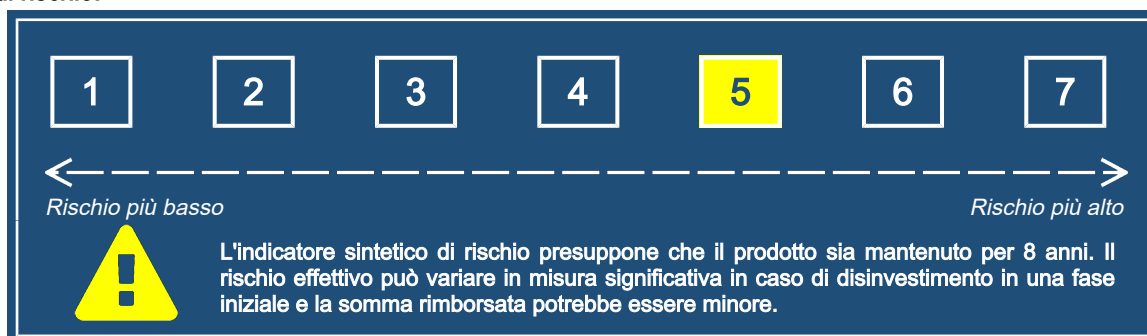 1 2 3 4 5 6 7
Rischio più basso Rischio più alto
L'indicatore sintetico di rischio presuppone che il prodotto sia mantenuto per 8 anni. Il
rischio effettivo può variare in misura significativa in caso di disinvestimento in una fase
iniziale e la somma rimborsata potrebbe essere minore.